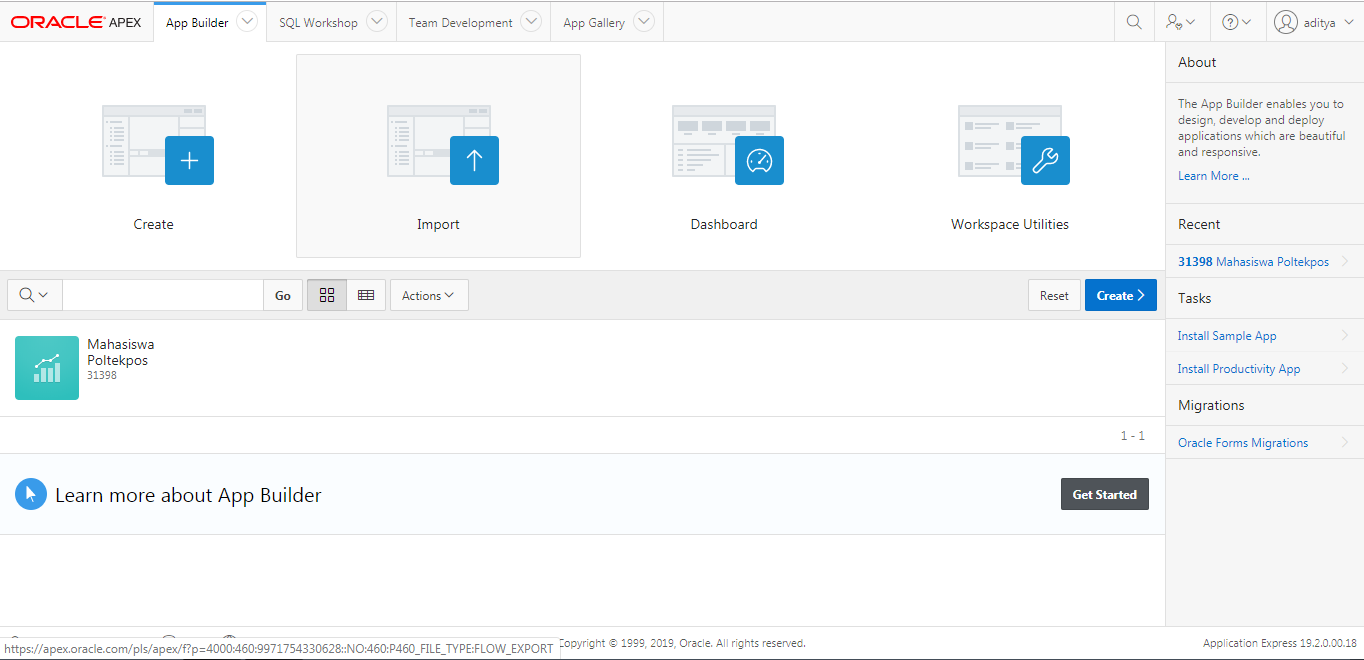 ORACLE APEX
App Builder
SQL Workshop
Team Development
App Gallery
aditya
Create
Import
Dashboard
Workspace Utilities
Go
Actions
Reset
Create
Mahasiswa
Poltekpos
31398
1 - 1
Learn more about App Builder
Get Started
About
The App Builder enables you to
design, develop and deploy
applications which are beautiful
and responsive.
Learn More ...
Recent
31398 Mahasiswa Poltekpos
Tasks
Install Sample App
Install Productivity App
Migrations
Oracle Forms Migrations
https://apex.oracle.com/pls/apex/f?p=4000:460:9971754330628::NO:460:P460_FILE_TYPE:FLOW_EXPORT
Copyright © 1999, 2019, Oracle. All rights reserved.
Application Express 19.2.0.00.18